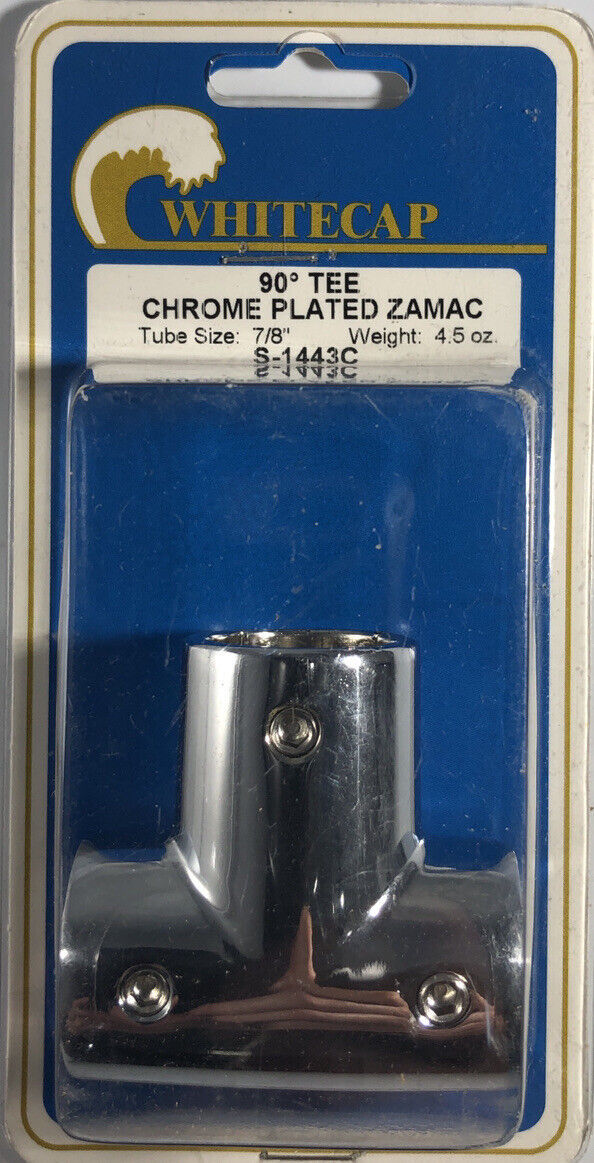 WHITECAP
90° TEE
CHROME PLATED ZAMAC
Tube Size: 7/8" Weight: 4.5 oz.
S-1443C